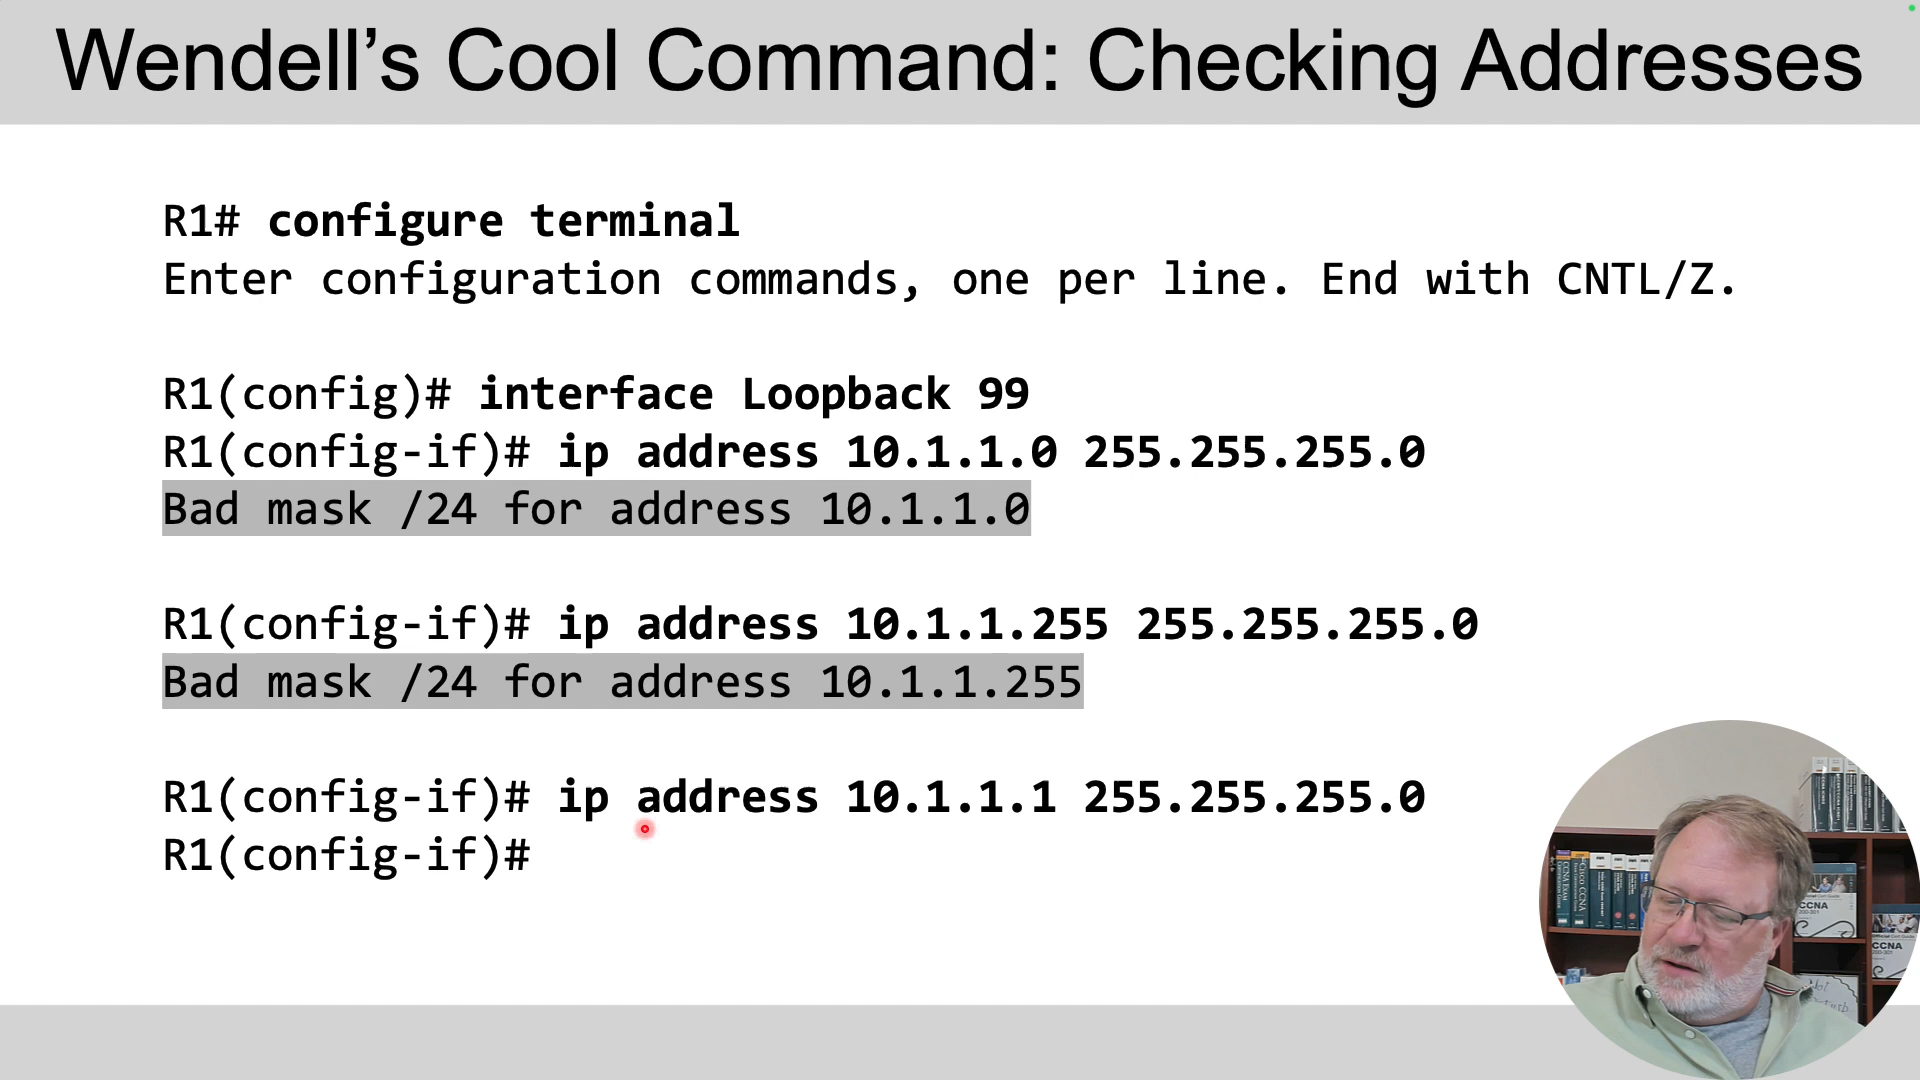 Wendell’s Cool Command: Checking Addresses
R1# configure terminal
Enter configuration commands, one per line. End with CNTL/Z.
R1(config)# interface Loopback 99
R1(config-if)# ip address 10.1.1.0 255.255.255.0
Bad mask /24 for address 10.1.1.0
R1(config-if)# ip address 10.1.1.255 255.255.255.0
Bad mask /24 for address 10.1.1.255
R1(config-if)# ip address 10.1.1.1 255.255.255.0
R1(config-if)#
CCNA
CCNA